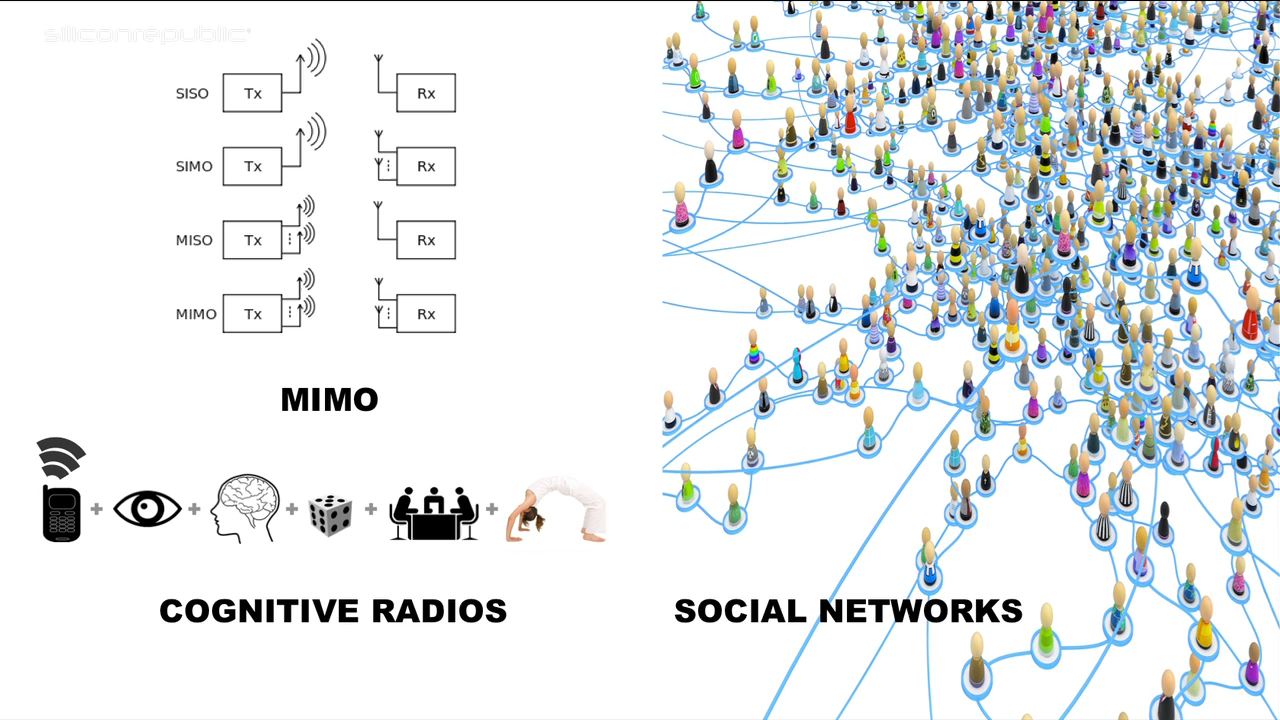 siliconrepublic
SISO Tx Rx
SIMO Tx Rx
MISO Tx Rx
MIMO Tx Rx
MIMO
COGNITIVE RADIOS
SOCIAL NETWORKS